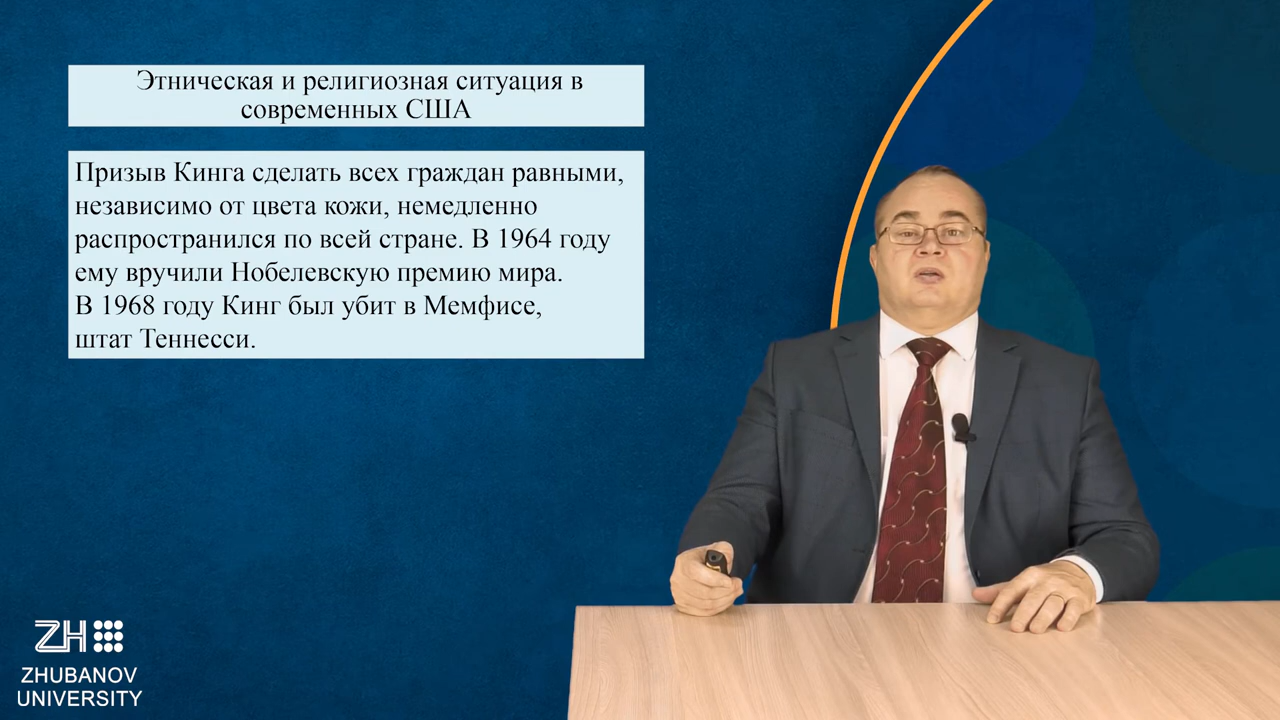 Этническая и религиозная ситуация в
современных США
Призыв Кинга сделать всех граждан равными,
независимо от цвета кожи, немедленно
распространился по всей стране. В 1964 году
ему вручили Нобелевскую премию мира.
В 1968 году Кинг был убит в Мемфисе,
штат Теннесси.
ZH
ZHUBANOV
UNIVERSITY